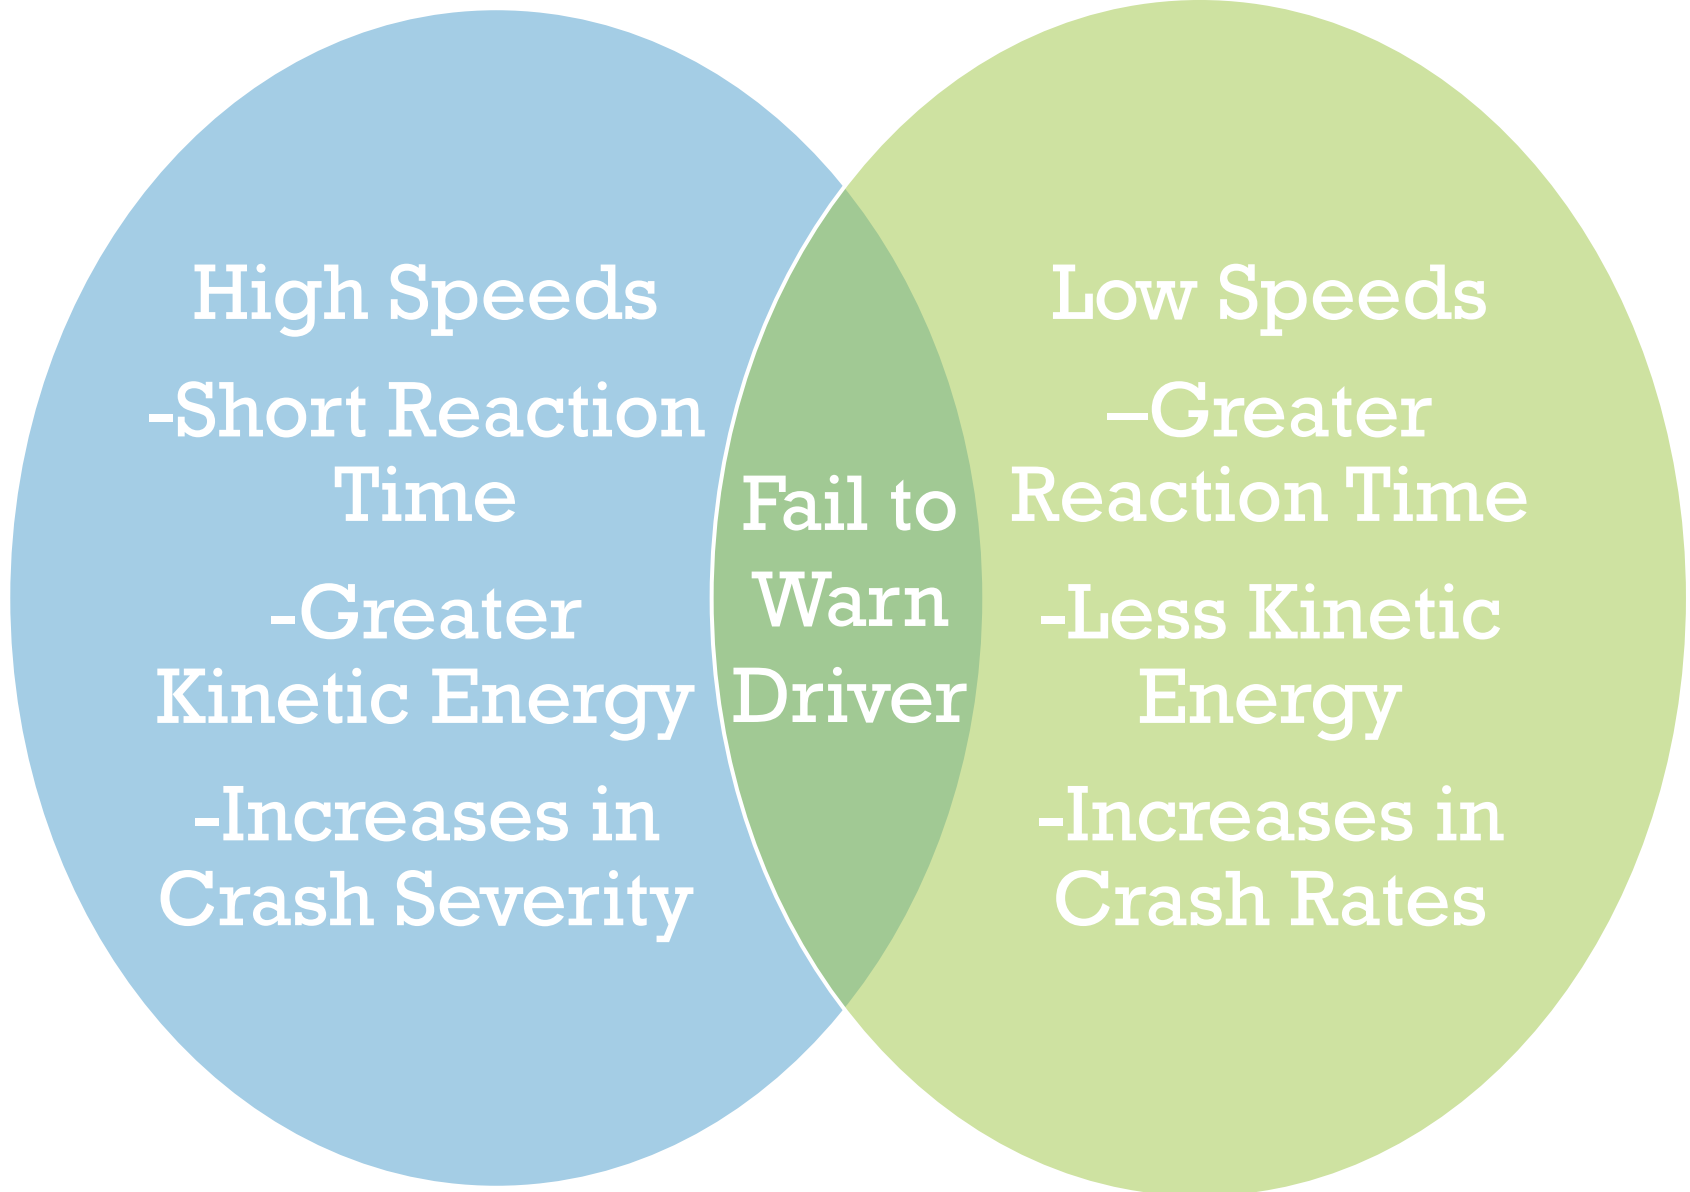 High Speeds
-Short Reaction
Time
-Greater
Kinetic Energy
-Increases in
Crash Severity
Fail to
Warn
Driver
Low Speeds
–Greater
Reaction Time
-Less Kinetic
Energy
-Increases in
Crash Rates